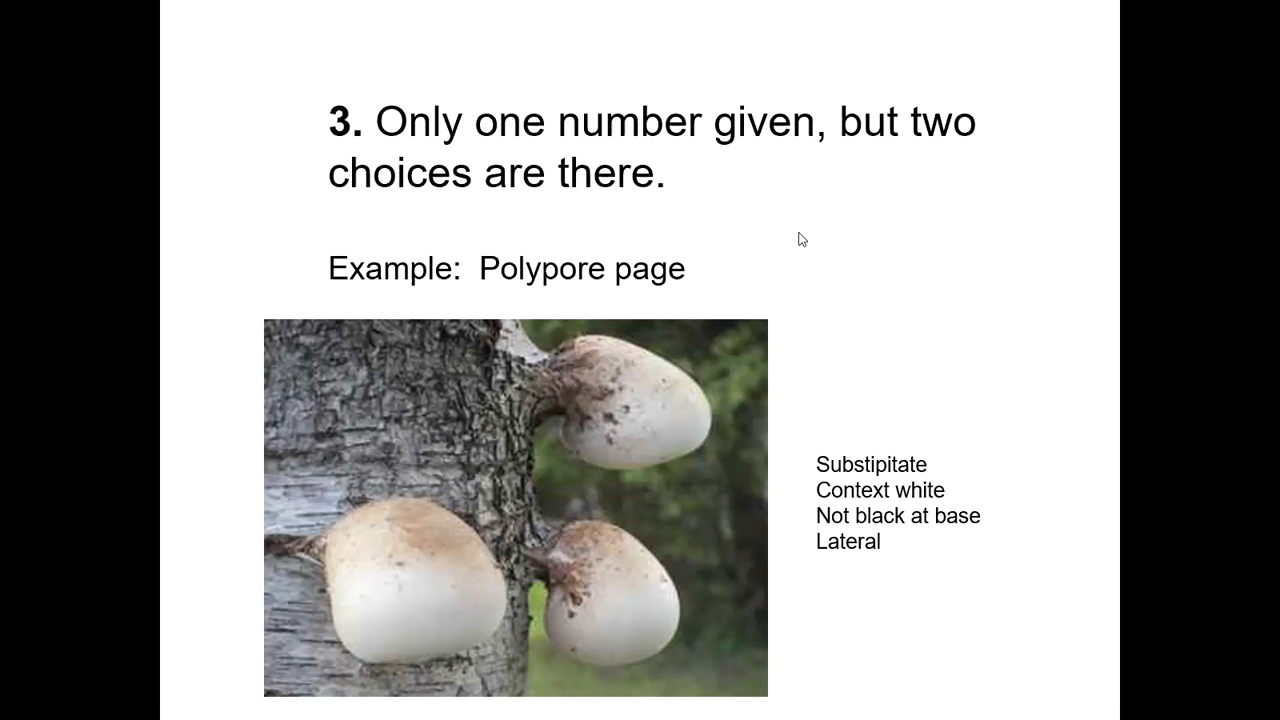 3. Only one number given, but two
choices are there.
Example: Polypore page
Substipitate
Context white
Not black at base
Lateral